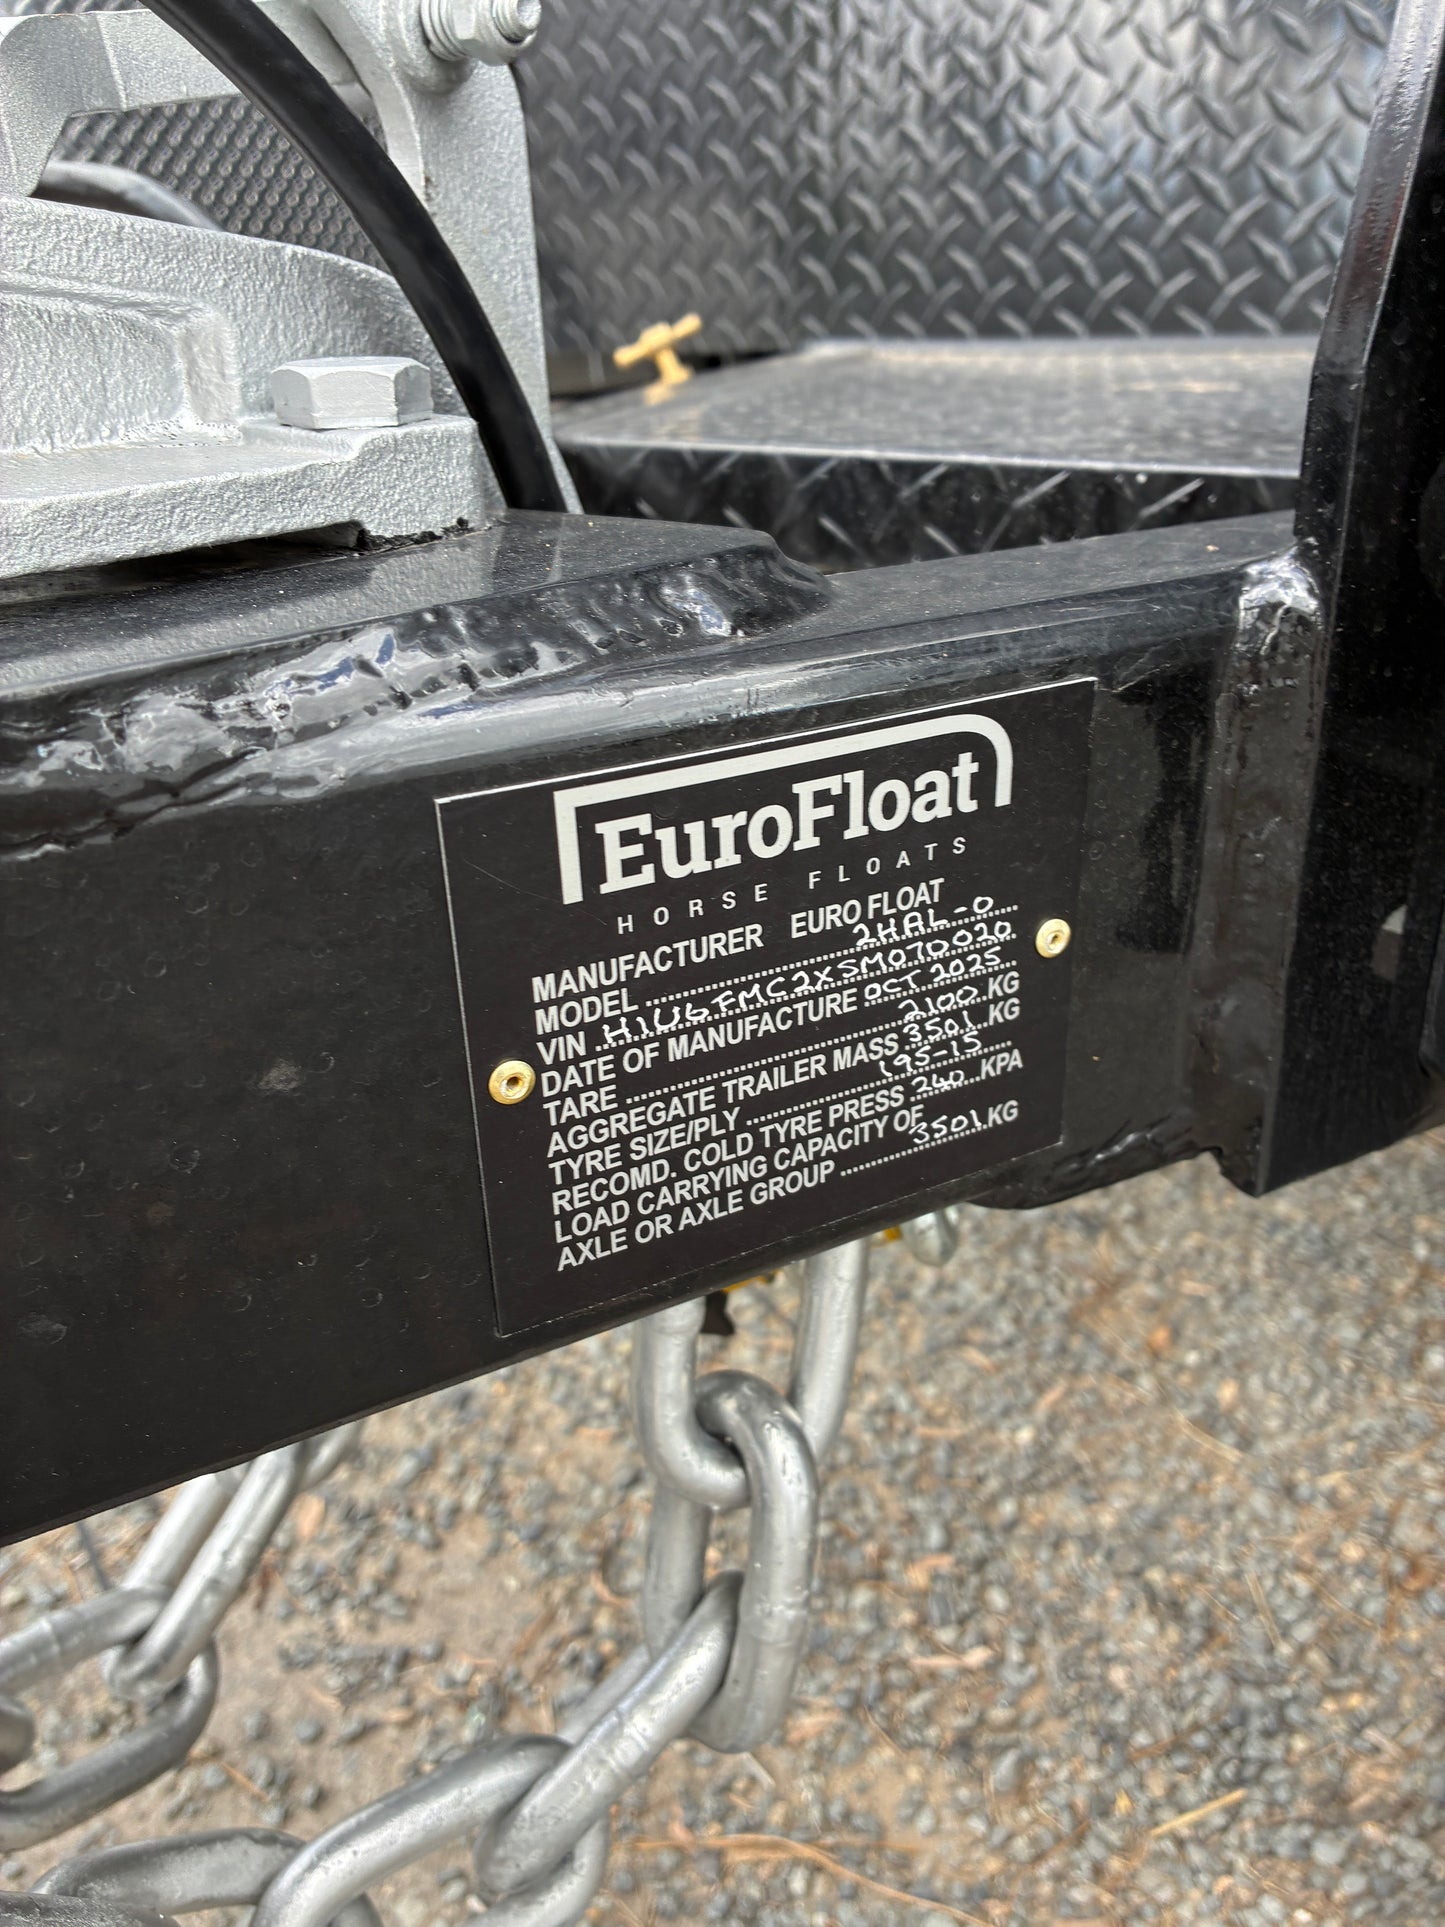 EuroFloat
HORSE FLOATS
MANUFACTURER EURO FLOAT
MODEL 2HAL-O
VIN H1U6FMC2XSM070020
DATE OF MANUFACTURE OCT 2025
TARE 2100 KG
AGGREGATE TRAILER MASS 3501 KG
TYRE SIZE/PLY 195-15
RECOMD. COLD TYRE PRESS 240 KPA
LOAD CARRYING CAPACITY OF
AXLE OR AXLE GROUP 3501 KG